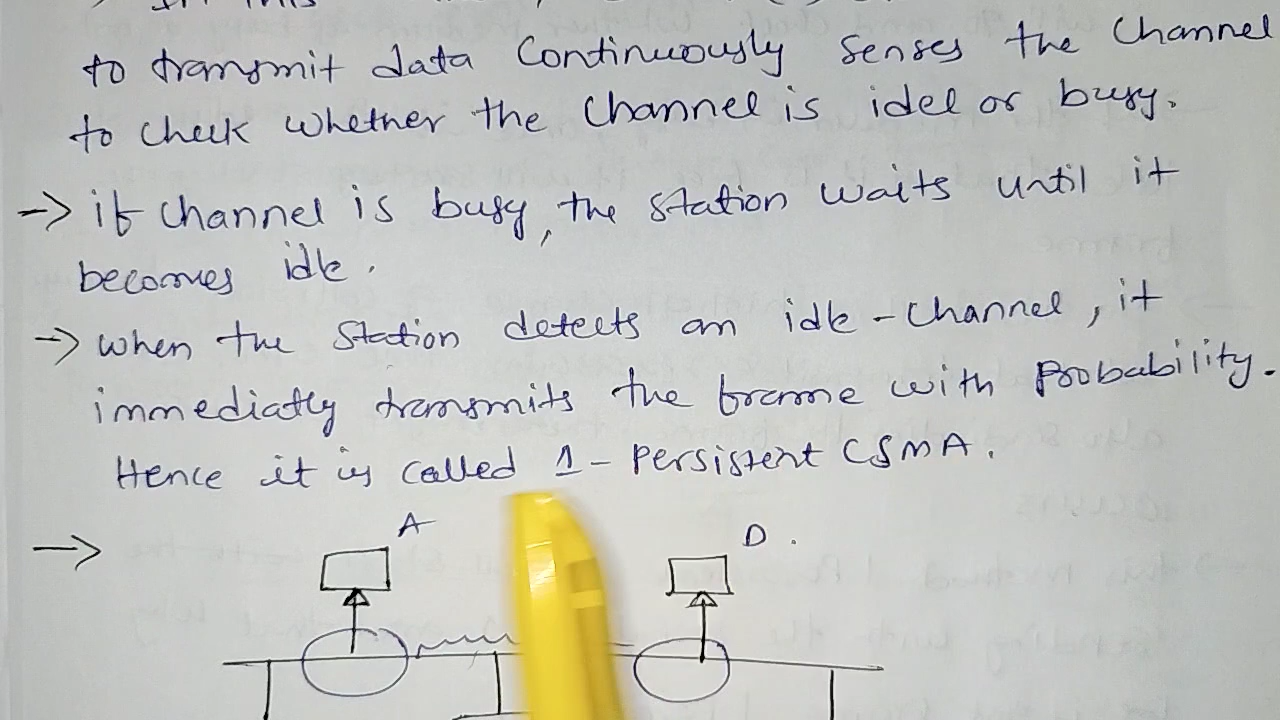 In this
to transmit data Continuously senses the Channel
to check whether the Channel is idel or busy.
-> if channel is busy, the station waits until it
becomes idle.
-> when the Station detects an idle-channel, it
immediatly transmits the frame with Probability.
Hence it is called 1-Persistent CSMA.
->
A
D.